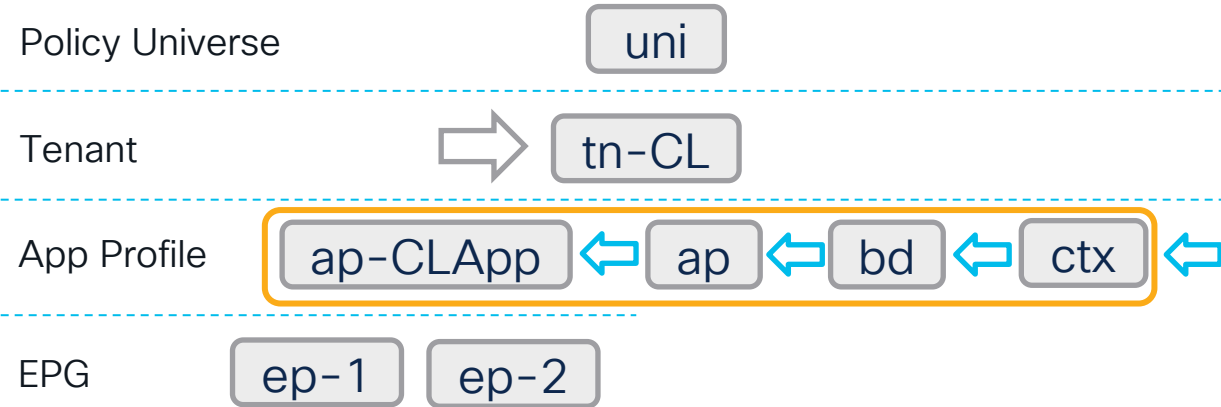 Policy Universe uni
Tenant tn-CL
App Profile ap-CLApp ap bd ctx
EPG ep-1 ep-2